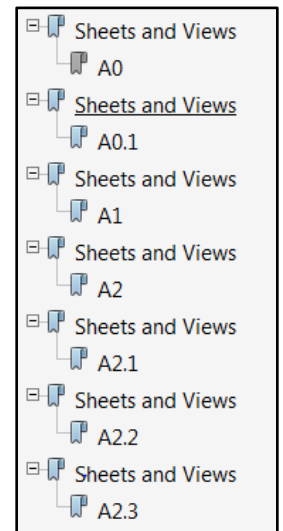 Sheets and Views
A0
Sheets and Views
A0.1
Sheets and Views
A1
Sheets and Views
A2
Sheets and Views
A2.1
Sheets and Views
A2.2
Sheets and Views
A2.3